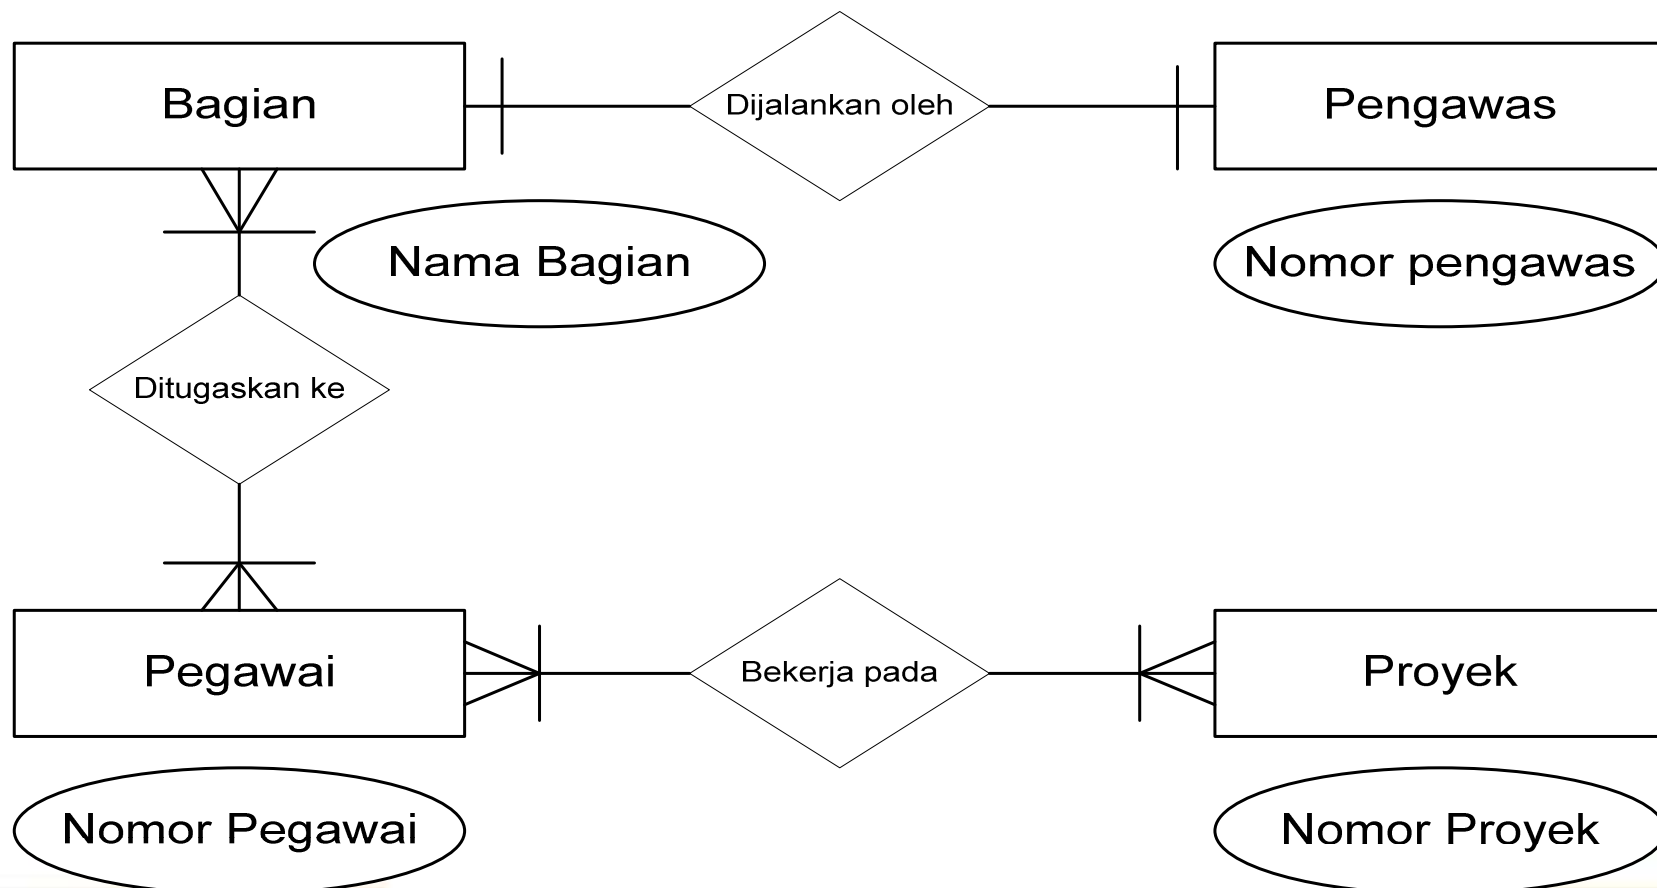 Bagian
Dijalankan oleh
Pengawas
Nama Bagian
Nomor pengawas
Ditugaskan ke
Pegawai
Bekerja pada
Proyek
Nomor Pegawai
Nomor Proyek